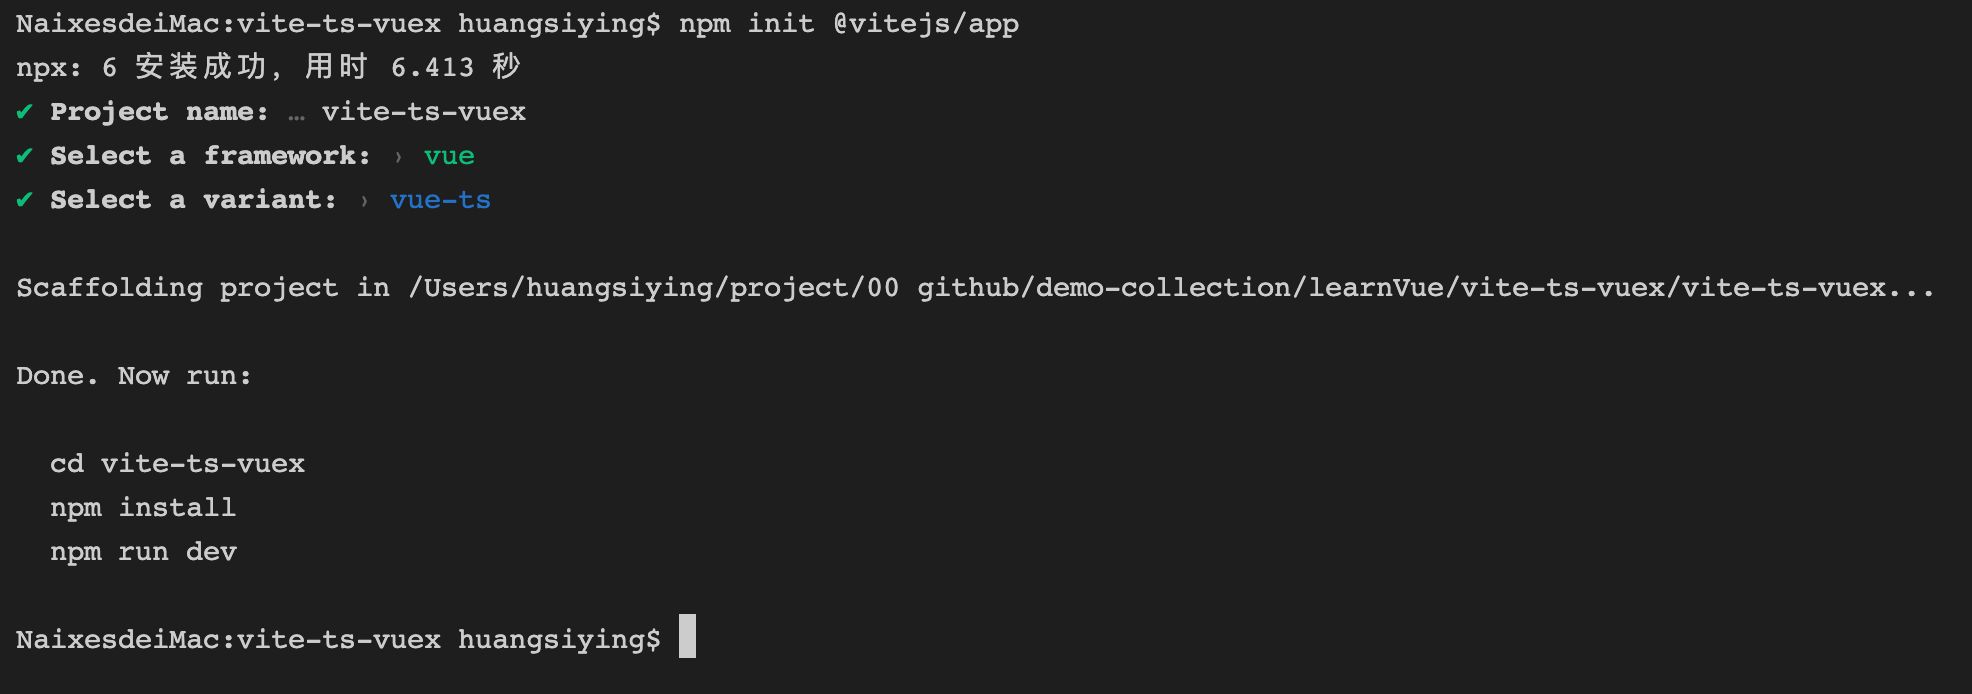 NaixesdeiMac:vite-ts-vuex huangsiying$ npm init @vitejs/app
npx: 6 安装成功, 用时 6.413 秒
✔ Project name: … vite-ts-vuex
✔ Select a framework: › vue
✔ Select a variant: › vue-ts
Scaffolding project in /Users/huangsiying/project/00 github/demo-collection/learnVue/vite-ts-vuex/vite-ts-vuex...
Done. Now run:
cd vite-ts-vuex
npm install
npm run dev
NaixesdeiMac:vite-ts-vuex huangsiying$